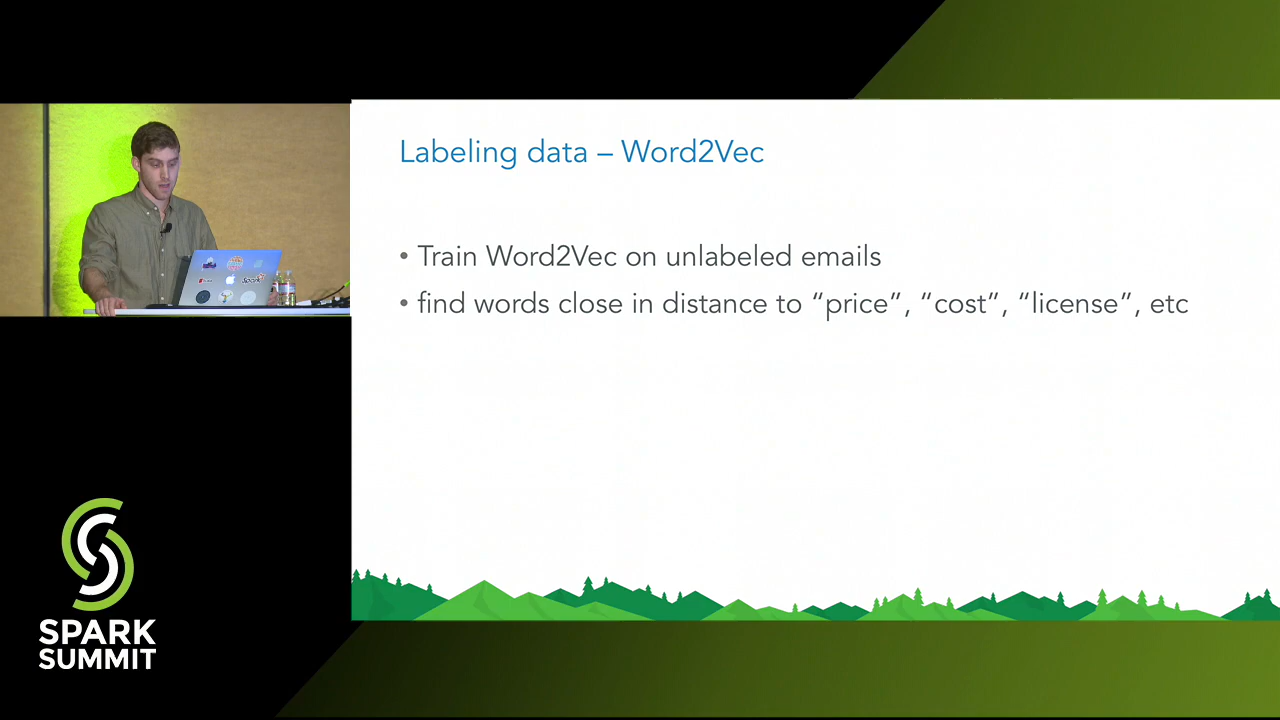 Labeling data – Word2Vec
• Train Word2Vec on unlabeled emails
• find words close in distance to “price”, “cost”, “license”, etc
Spark
SPARK
SUMMIT